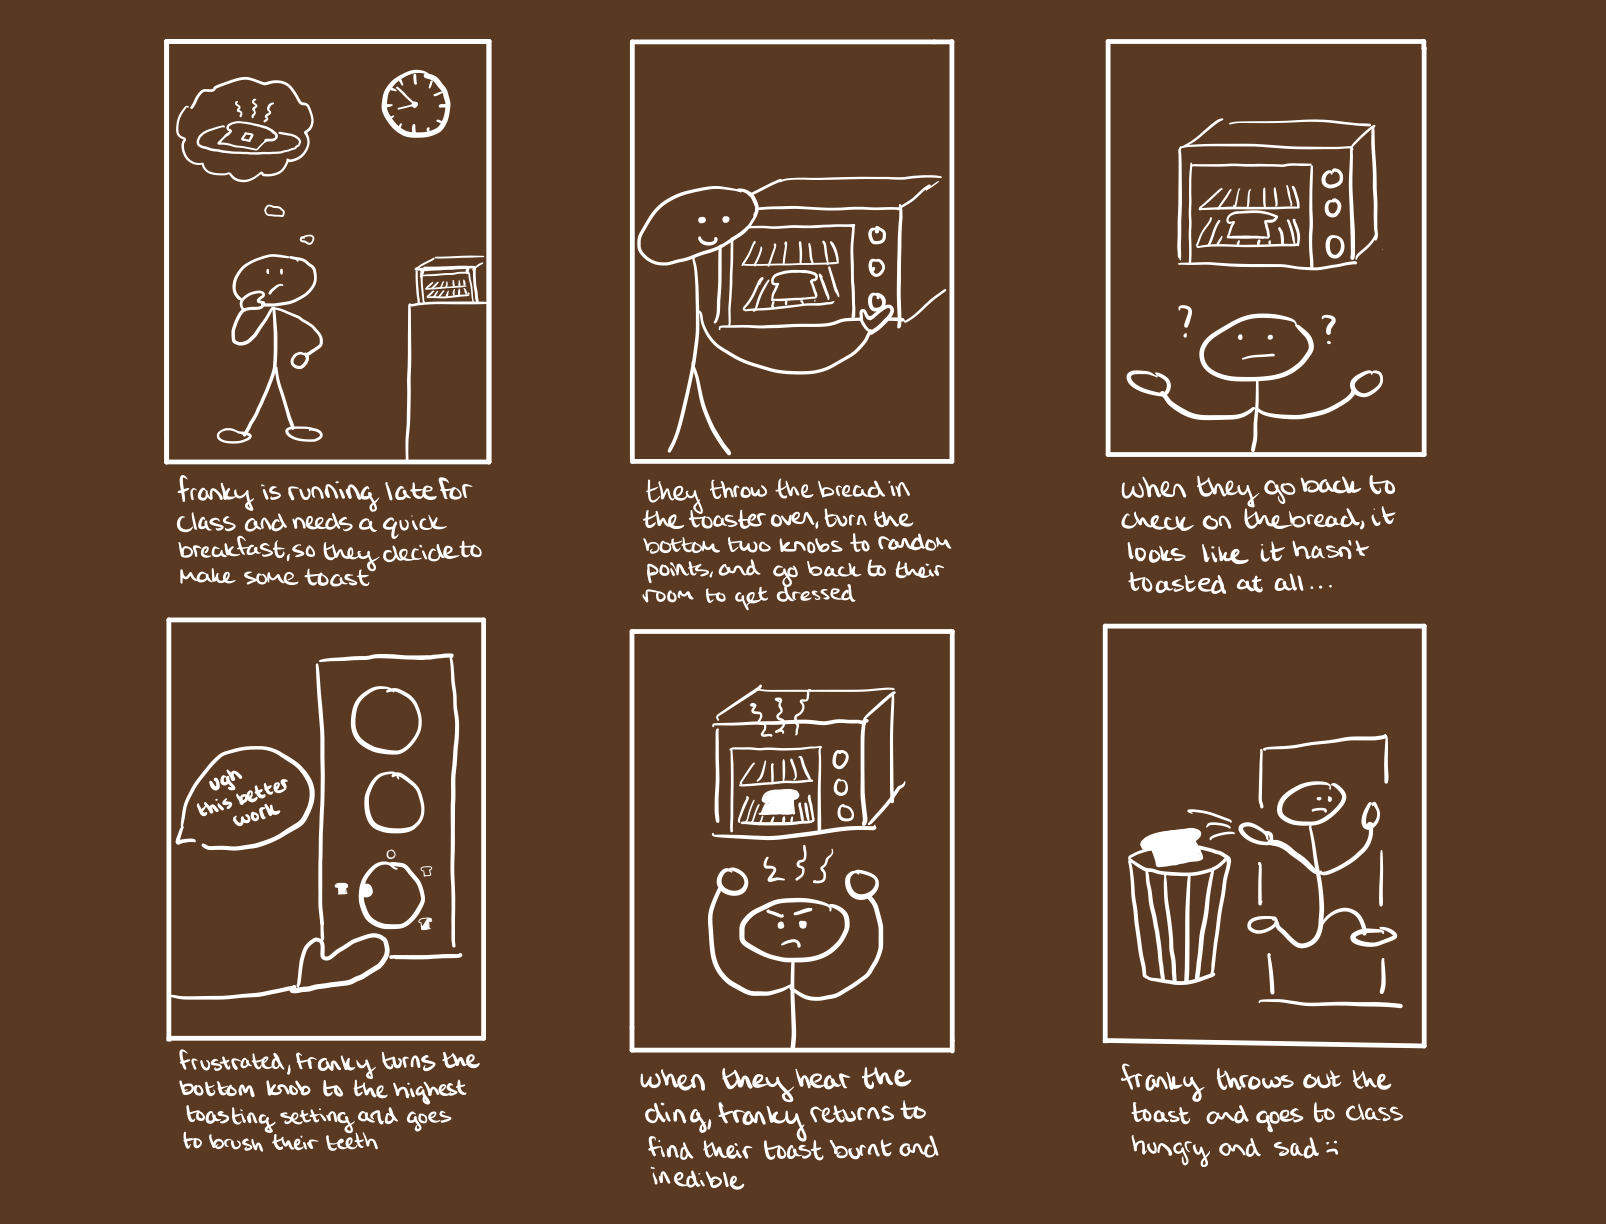 franky is running late for
class and needs a quick
breakfast, so they decide to
make some toast
they throw the bread in
the toaster oven, turn the
bottom two knobs to random
points, and go back to their
room to get dressed
?
?
when they go back to
check on the bread, it
looks like it hasn't
toasted at all...
ugh
this better
work
frustrated, franky turns the
bottom knob to the highest
toasting setting and goes
to brush their teeth
when they hear the
ding, franky returns to
find their toast burnt and
inedible
franky throws out the
toast and goes to class
hungry and sad :(